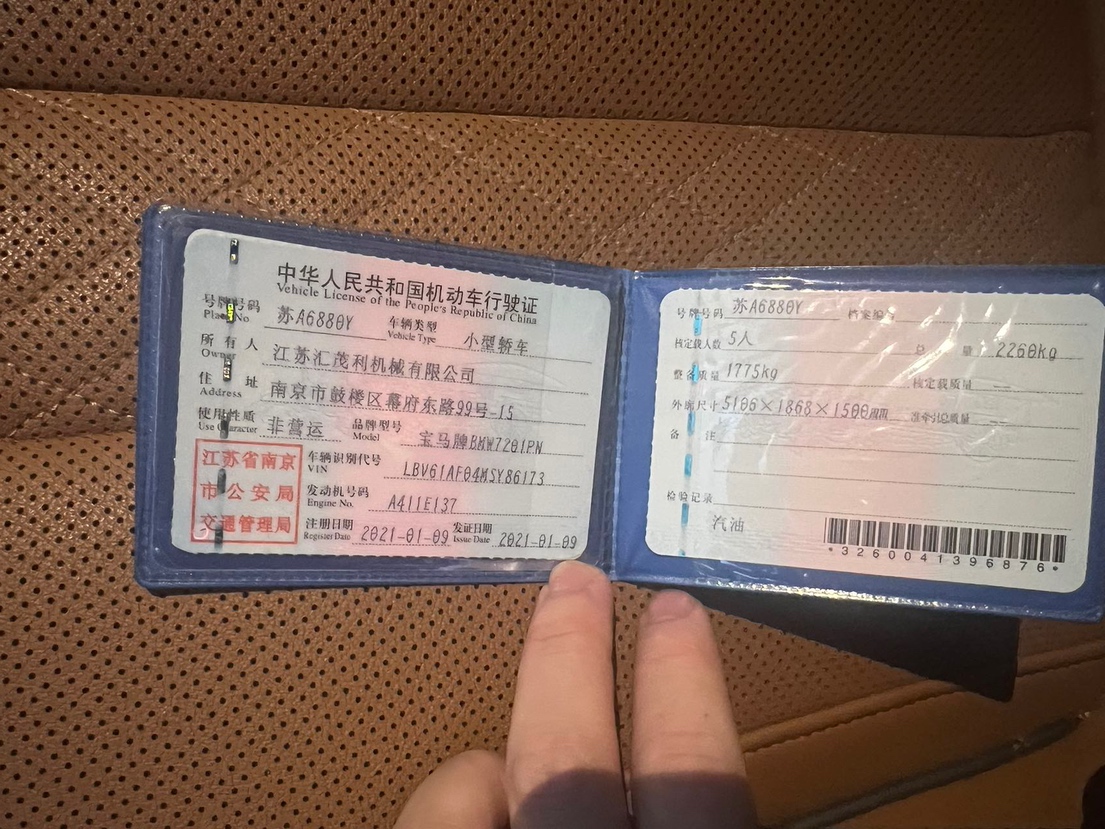 中华人民共和国机动车行驶证
Vehicle License of the People's Republic of China
号牌号码 苏A6880Y 车辆类型 小型轿车
Plate No Vehicle Type
所有人 江苏汇茂利机械有限公司
Owner
住址 南京市鼓楼区幕府东路99号-15
Address
使用性质 非营运 品牌型号 宝马牌BMW7201PN
Use Character Model
江苏省南京
市公安局
交通管理局
车辆识别代号 LBV61AF04MSY86173
VIN
发动机号码 A411E137
Engine No.
注册日期 2021-01-09 发证日期 2021-01-09
Register Date Issue Date
号牌号码 苏A6880Y 档案编号
核定载人数 5人 总质量 2260kg
整备质量 1775kg 核定载质量 --
外廓尺寸 5106×1868×1500mm 准牵引总质量 --
备注
检验记录
汽油
*3260041396876*